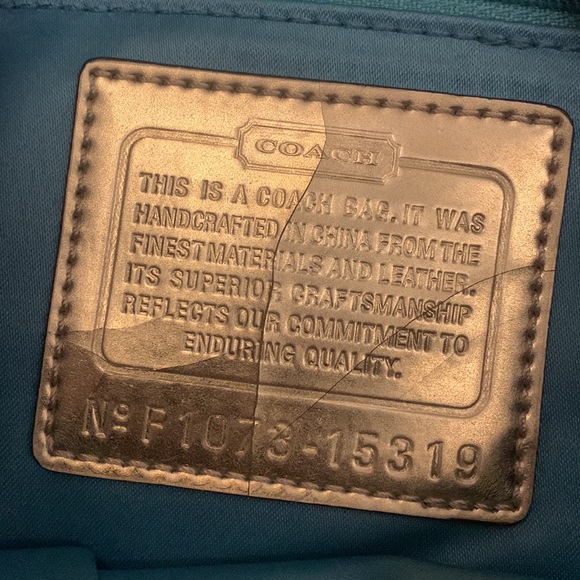 COACH
THIS IS A COACH BAG. IT WAS
HANDCRAFTED IN CHINA FROM THE
FINEST MATERIALS AND LEATHER.
ITS SUPERIOR CRAFTSMANSHIP
REFLECTS OUR COMMITMENT TO
ENDURING QUALITY.
Nº F1073-15319